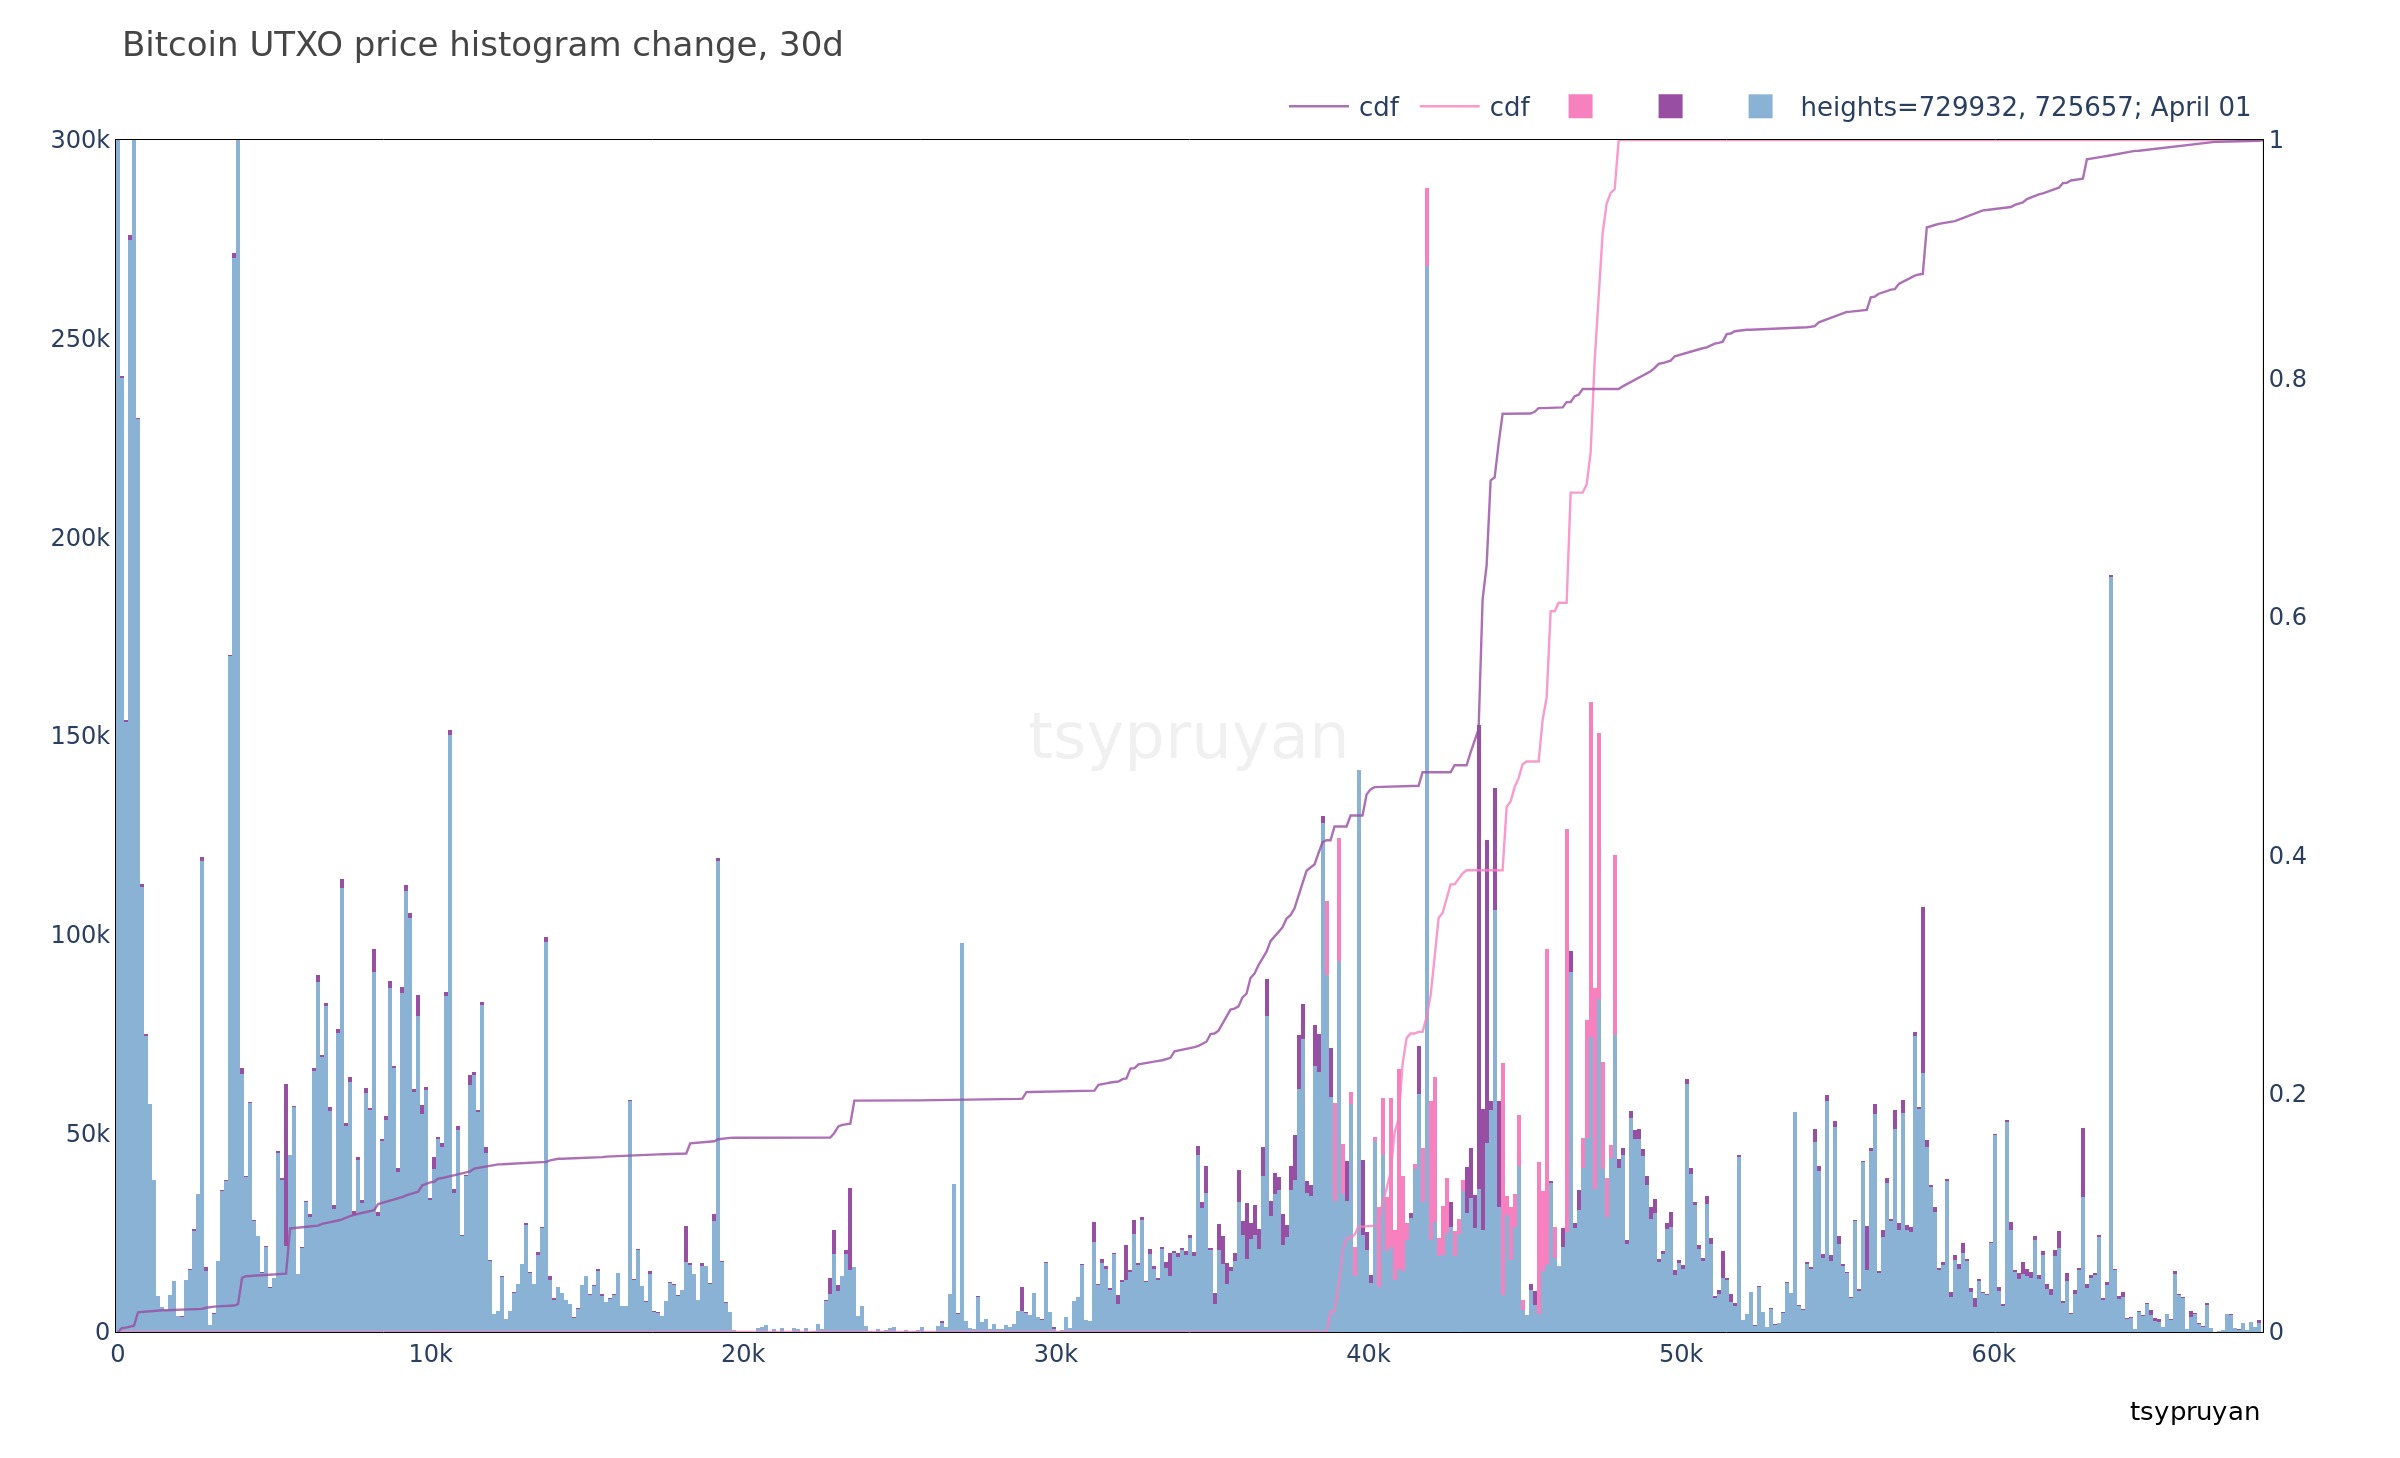 Bitcoin UTXO price histogram change, 30d
cdf cdf heights=729932, 725657; April 01
300k 1
250k
0.8
200k
0.6
150k
tsypruyan
0.4
100k
0.2
50k
0 0
0 10k 20k 30k 40k 50k 60k
tsypruyan